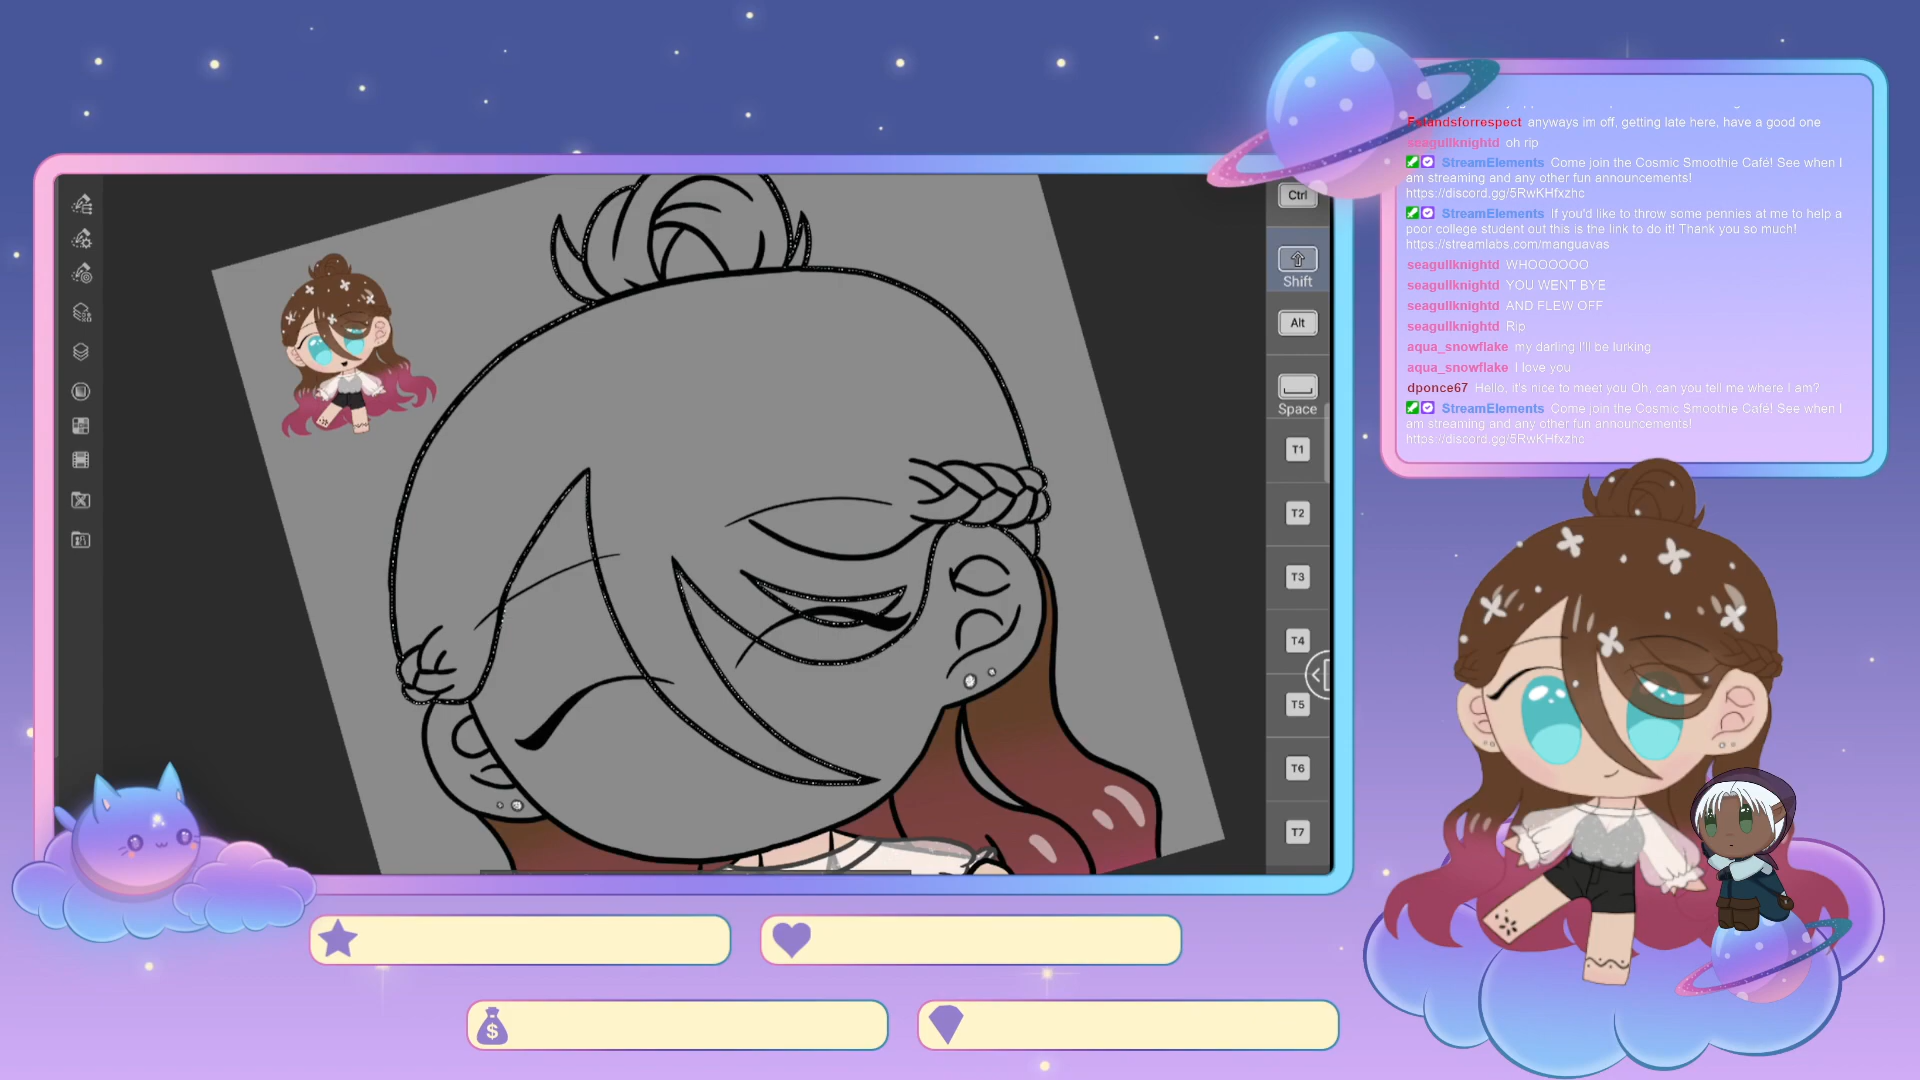 Fstandsforrespect anyways im off, getting late here, have a good one
seagullknightd oh rip
StreamElements Come join the Cosmic Smoothie Café! See when I
am streaming and any other fun announcements!
https://discord.gg/5RwKHfxzhc
StreamElements If you'd like to throw some pennies at me to help a
poor college student out this is the link to do it! Thank you so much!
https://streamlabs.com/manguavas
seagullknightd WHOOOOOO
seagullknightd YOU WENT BYE
seagullknightd AND FLEW OFF
seagullknightd Rip
aqua_snowflake my darling I'll be lurking
aqua_snowflake I love you
dponce67 Hello, it's nice to meet you Oh, can you tell me where I am?
StreamElements Come join the Cosmic Smoothie Café! See when I
am streaming and any other fun announcements!
https://discord.gg/5RwKHfxzhc
Ctrl
Shift
Alt
Space
T1
T2
T3
T4
T5
T6
T7
$